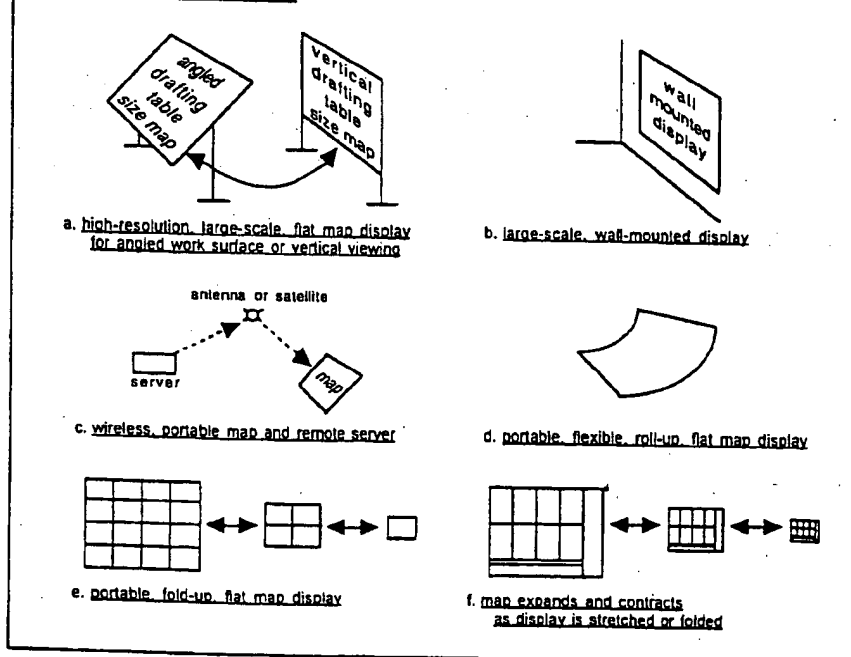 angled
drafting
table
size map
vertical
drafting
table
size map
wall
mounted
display
a. high-resolution, large-scale, flat map display
for angled work surface or vertical viewing
b. large-scale, wall-mounted display
antenna or satellite
server
map
c. wireless, portable map and remote server
d. portable, flexible, roll-up, flat map display
e. portable, fold-up, flat map display
f. map expands and contracts
as display is stretched or folded